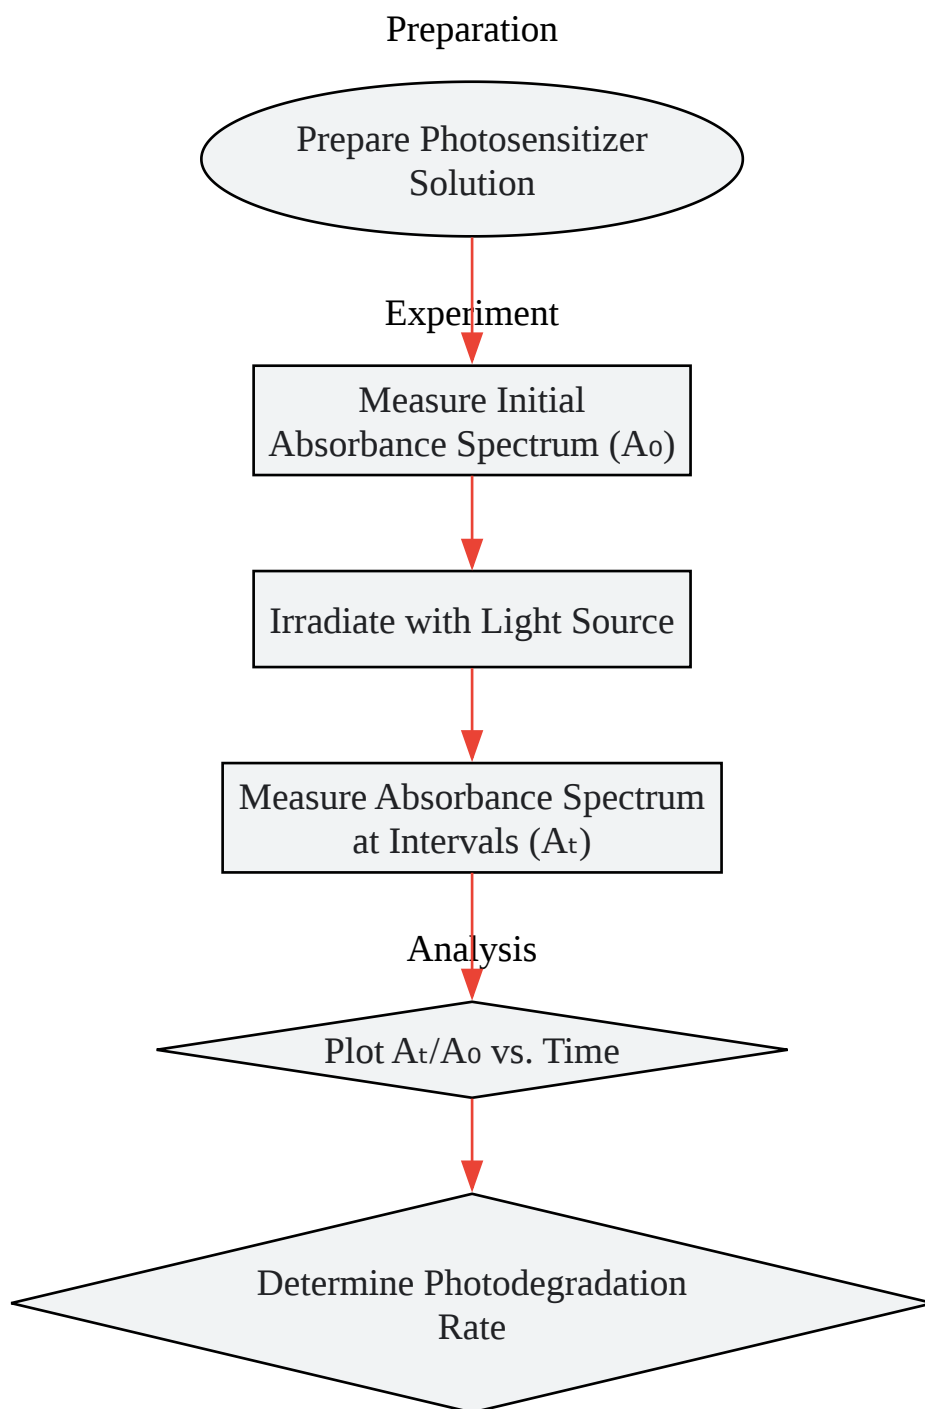 Preparation
Prepare Photosensitizer
Solution
Experiment
Measure Initial
Absorbance Spectrum (A₀)
Irradiate with Light Source
Measure Absorbance Spectrum
at Intervals (Aₜ)
Analysis
Plot Aₜ/A₀ vs. Time
Determine Photodegradation
Rate